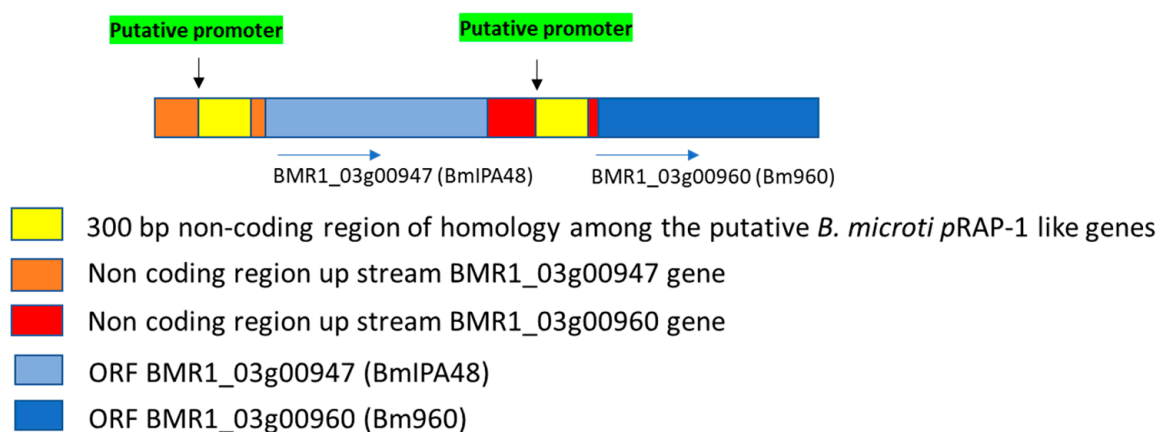 Putative promoter
Putative promoter
BMR1_03g00947 (BmIPA48)
BMR1_03g00960 (Bm960)
300 bp non-coding region of homology among the putative B. microti pRAP-1 like genes
Non coding region up stream BMR1_03g00947 gene
Non coding region up stream BMR1_03g00960 gene
ORF BMR1_03g00947 (BmIPA48)
ORF BMR1_03g00960 (Bm960)